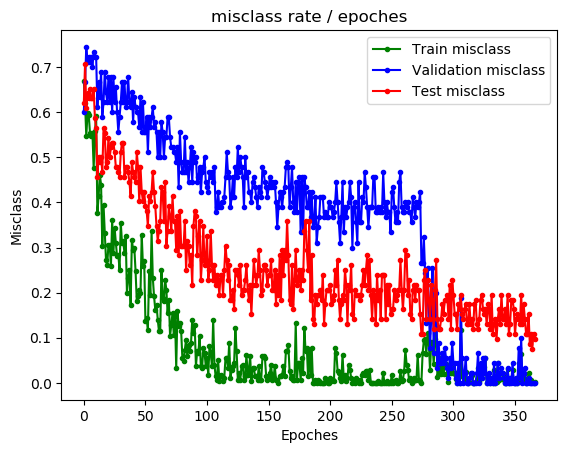 misclass rate / epoches
Train misclass
Validation misclass
Test misclass
Misclass
0.7
0.6
0.5
0.4
0.3
0.2
0.1
0.0
0 50 100 150 200 250 300 350
Epoches